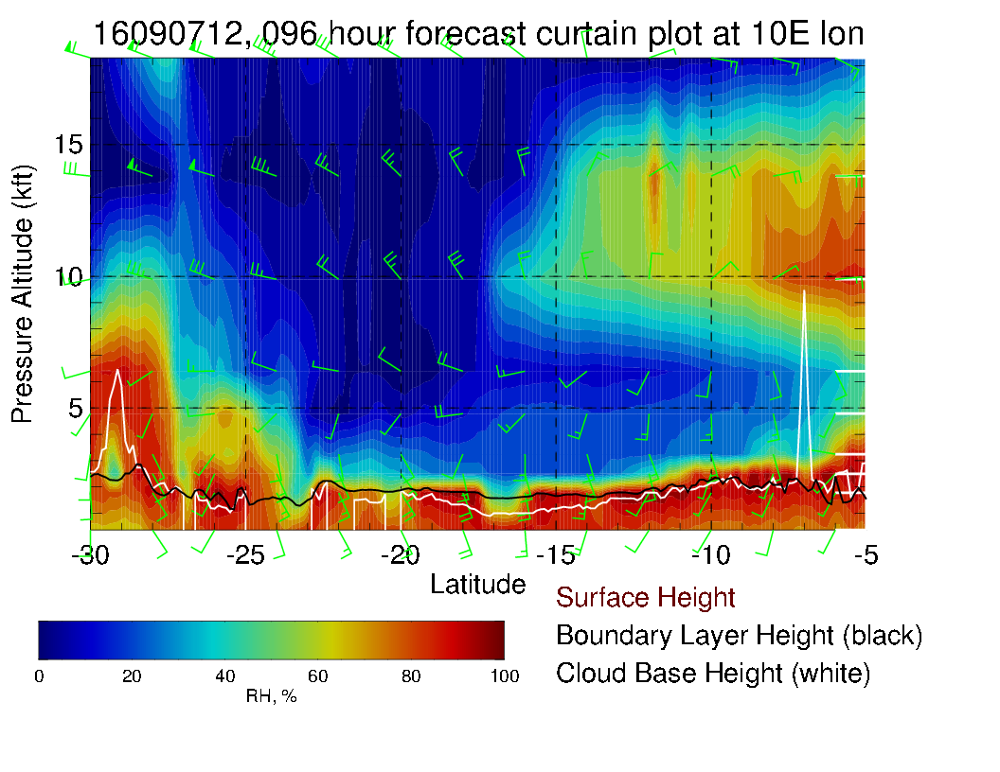 16090712, 096 hour forecast curtain plot at 10E lon
Pressure Altitude (kft)
15
10
5
-30 -25 -20 -15 -10 -5
Latitude
Surface Height
Boundary Layer Height (black)
Cloud Base Height (white)
0 20 40 60 80 100
RH, %